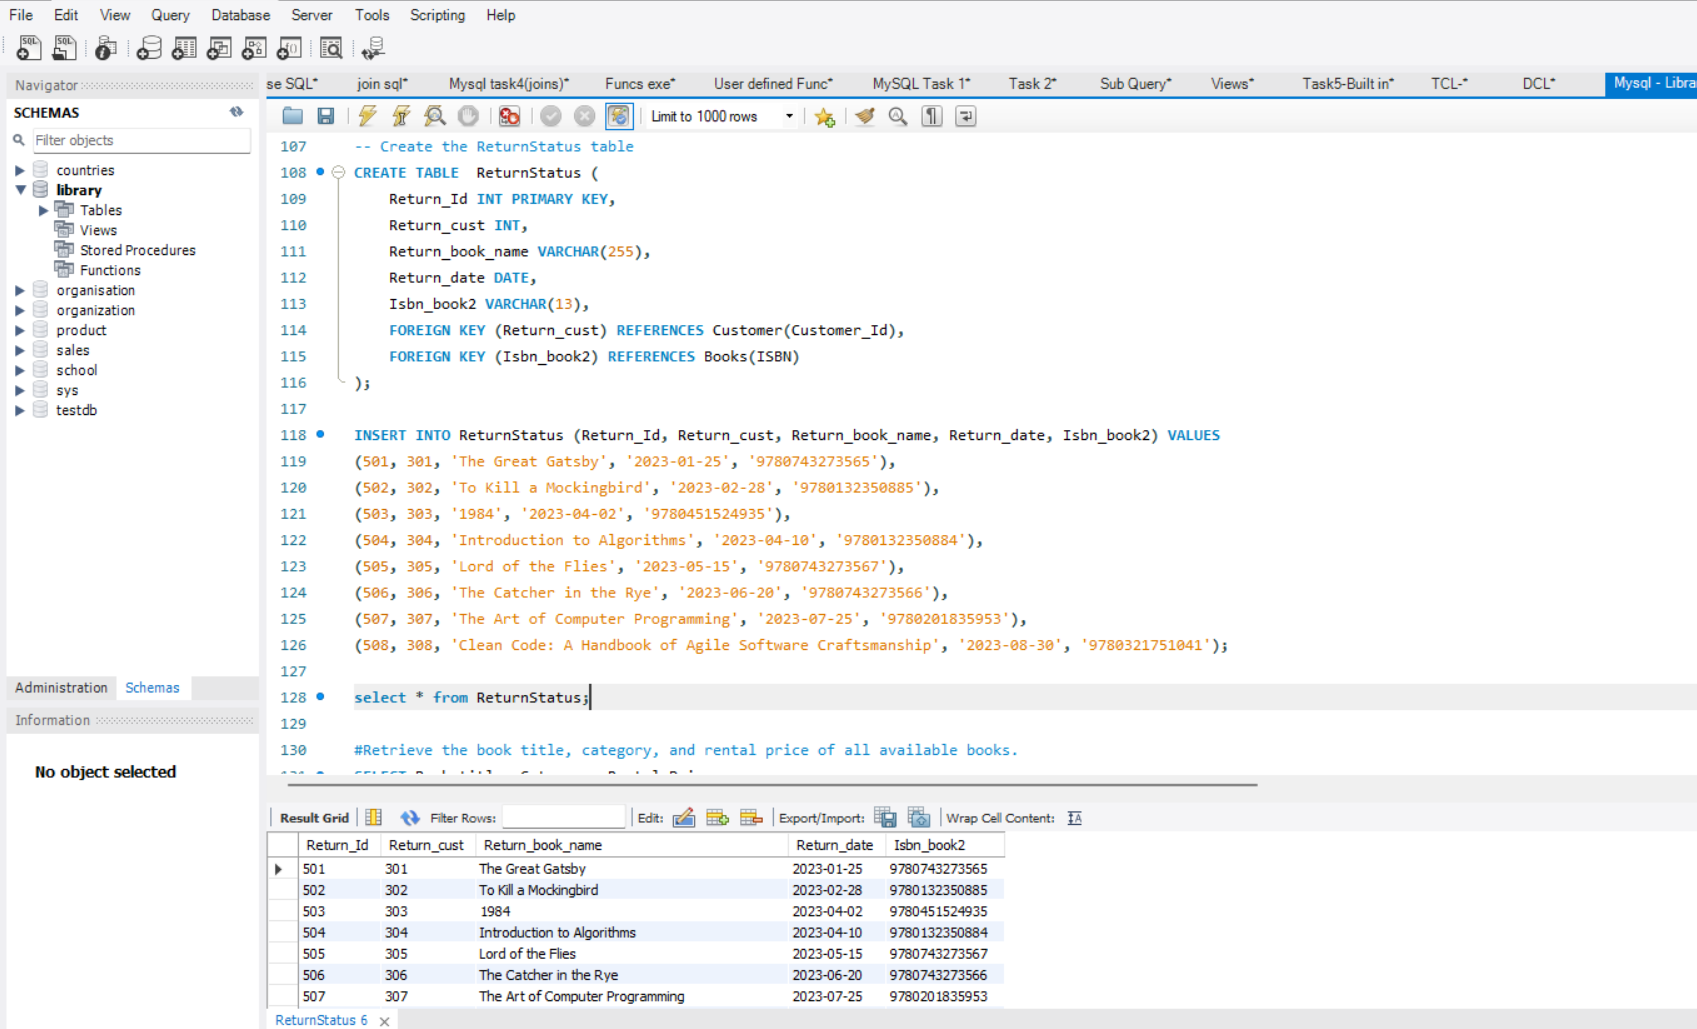 File Edit View Query Database Server Tools Scripting Help
Navigator
SCHEMAS
Filter objects
countries
library
Tables
Views
Stored Procedures
Functions
organisation
organization
product
sales
school
sys
testdb
Administration Schemas
Information
No object selected
se SQL* join sql* Mysql task4(joins)* Funcs exe* User defined Func* MySQL Task 1* Task 2* Sub Query* Views* Task5-Built in* TCL-* DCL* Mysql - Libra
Limit to 1000 rows
107 -- Create the ReturnStatus table
108 CREATE TABLE ReturnStatus (
109 Return_Id INT PRIMARY KEY,
110 Return_cust INT,
111 Return_book_name VARCHAR(255),
112 Return_date DATE,
113 Isbn_book2 VARCHAR(13),
114 FOREIGN KEY (Return_cust) REFERENCES Customer(Customer_Id),
115 FOREIGN KEY (Isbn_book2) REFERENCES Books(ISBN)
116 );
117
118 INSERT INTO ReturnStatus (Return_Id, Return_cust, Return_book_name, Return_date, Isbn_book2) VALUES
119 (501, 301, 'The Great Gatsby', '2023-01-25', '9780743273565'),
120 (502, 302, 'To Kill a Mockingbird', '2023-02-28', '9780132350885'),
121 (503, 303, '1984', '2023-04-02', '9780451524935'),
122 (504, 304, 'Introduction to Algorithms', '2023-04-10', '9780132350884'),
123 (505, 305, 'Lord of the Flies', '2023-05-15', '9780743273567'),
124 (506, 306, 'The Catcher in the Rye', '2023-06-20', '9780743273566'),
125 (507, 307, 'The Art of Computer Programming', '2023-07-25', '9780201835953'),
126 (508, 308, 'Clean Code: A Handbook of Agile Software Craftsmanship', '2023-08-30', '9780321751041');
127
128 select * from ReturnStatus;
129
130 #Retrieve the book title, category, and rental price of all available books.
Result Grid Filter Rows: Edit: Export/Import: Wrap Cell Content:
Return_Id Return_cust Return_book_name Return_date Isbn_book2
501 301 The Great Gatsby 2023-01-25 9780743273565
502 302 To Kill a Mockingbird 2023-02-28 9780132350885
503 303 1984 2023-04-02 9780451524935
504 304 Introduction to Algorithms 2023-04-10 9780132350884
505 305 Lord of the Flies 2023-05-15 9780743273567
506 306 The Catcher in the Rye 2023-06-20 9780743273566
507 307 The Art of Computer Programming 2023-07-25 9780201835953
ReturnStatus 6